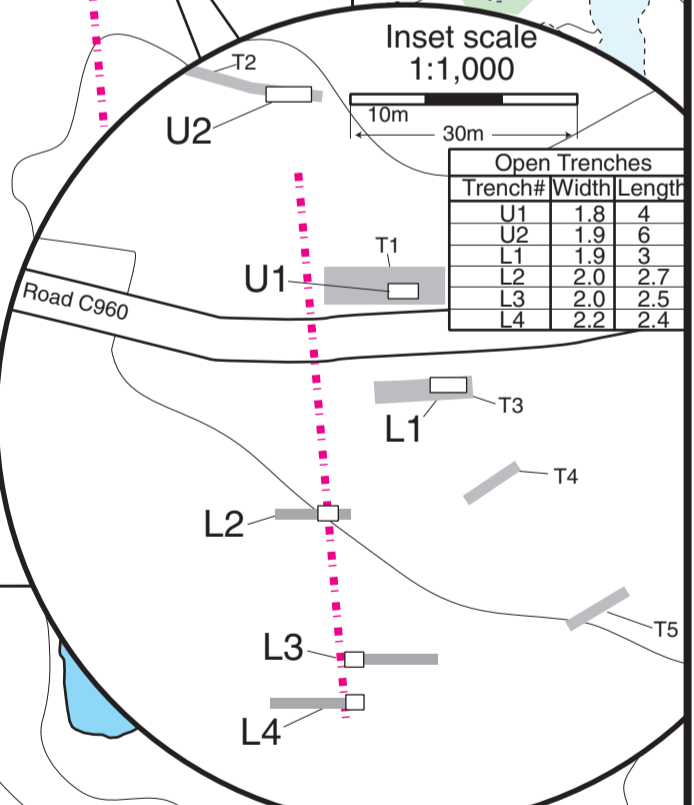 Inset scale
1:1,000
10m
30m
T2
U2
Open Trenches
Trench# Width Length
U1 1.8 4
U2 1.9 6
L1 1.9 3
L2 2.0 2.7
L3 2.0 2.5
L4 2.2 2.4
T1
U1
Road C960
T3
L1
T4
L2
T5
L3
L4